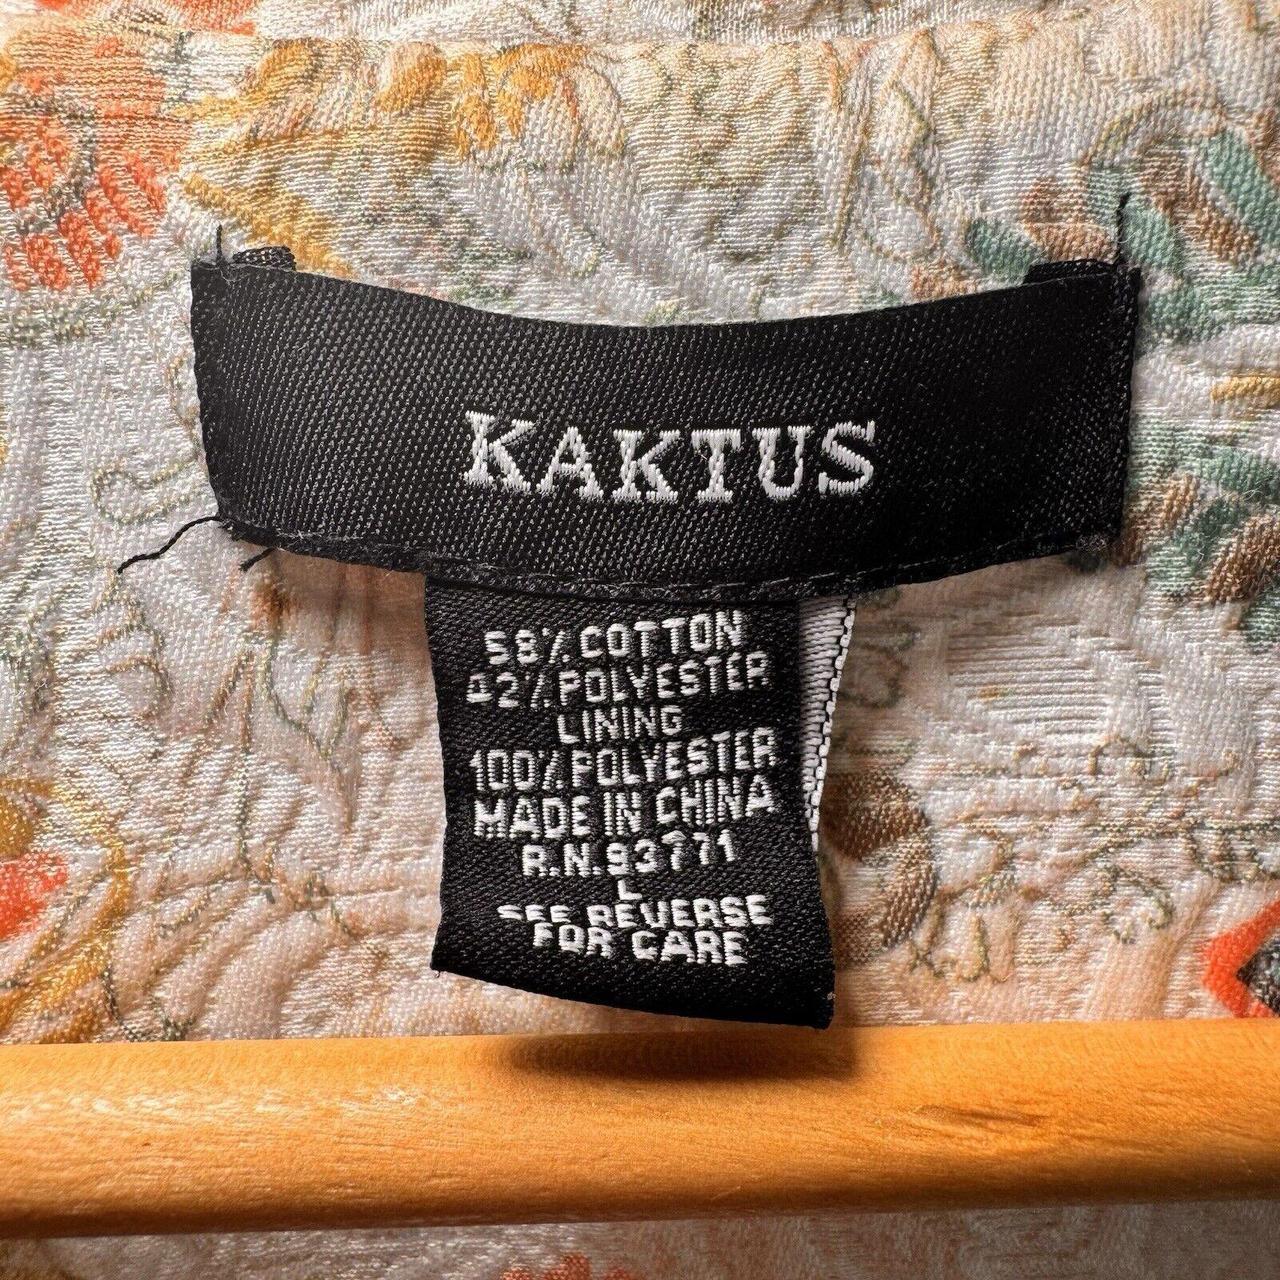 KAKTUS
58% COTTON
42% POLYESTER
LINING
100% POLYESTER
MADE IN CHINA
R.N.93771
L
SEE REVERSE
FOR CARE